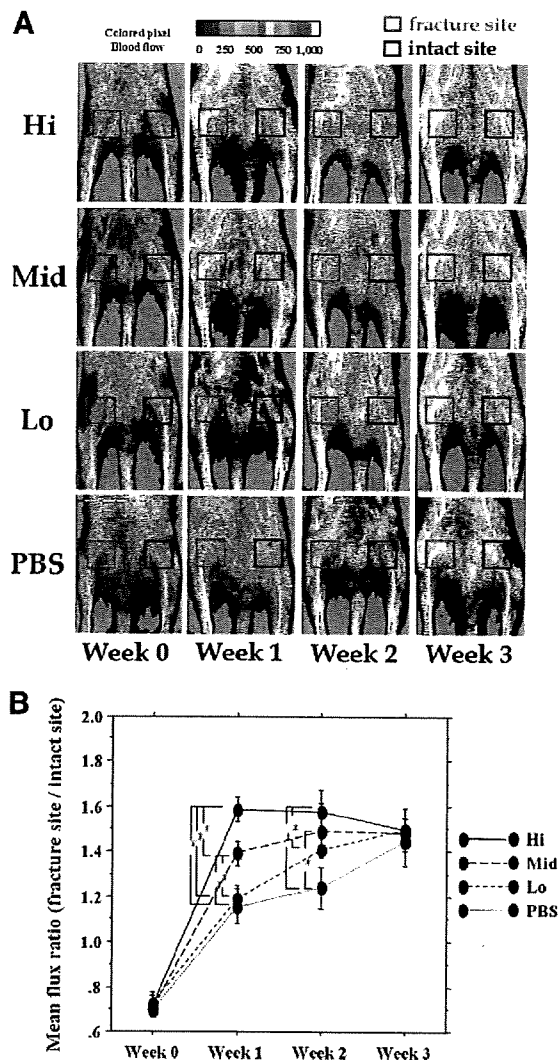 A
Colored pixel
Blood flow
0 250 500 750 1,000
fracture site
intact site
Hi
Mid
Lo
PBS
Week 0 Week 1 Week 2 Week 3
B
Mean flux ratio (fracture site / intact site)
2.0
1.8
1.6
1.4
1.2
1.0
.8
.6
Week 0 Week 1 Week 2 Week 3
Hi
Mid
Lo
PBS